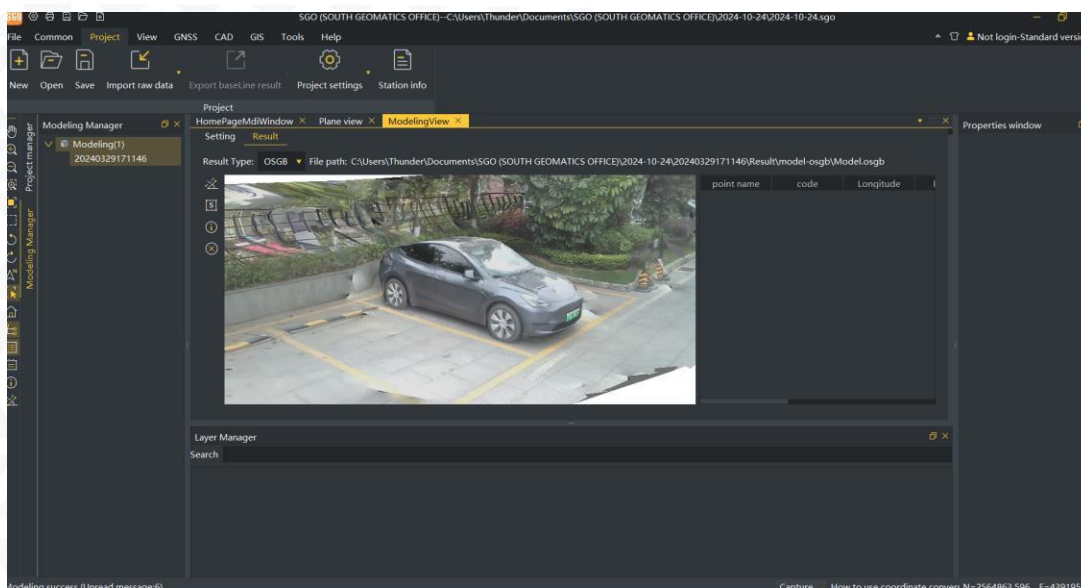 SGO (SOUTH GEOMATICS OFFICE)--C:\Users\Thunder\Documents\SGO (SOUTH GEOMATICS OFFICE)\2024-10-24\2024-10-24.sgo
File Common Project View GNSS CAD GIS Tools Help
Not login-Standard versi
New Open Save Import raw data Export baseLine result Project settings Station info
Project
Modeling Manager
HomePageMdiWindow Plane view ModelingView
Properties window
Project manager
Modeling Manager
Modeling(1)
20240329171146
Setting Result
Result Type: OSGB File path: C:\Users\Thunder\Documents\SGO (SOUTH GEOMATICS OFFICE)\2024-10-24\20240329171146\Result\model-osgb\Model.osgb
point name code Longitude
Layer Manager
Search
Modeling success (Unread message:6)
Capture How to use coordinate conver N=2564863.596 E=439195